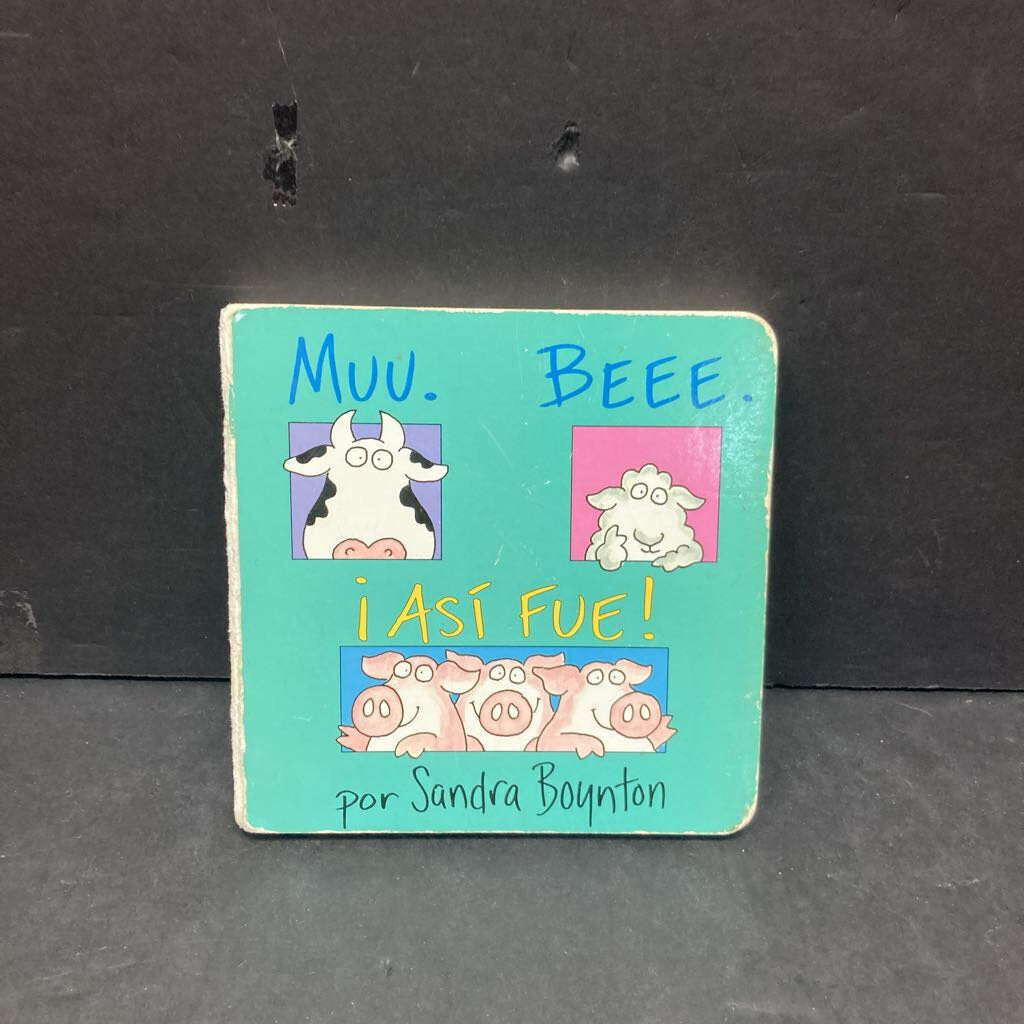 MUU. BEEE.
¡ASÍ FUE!
por Sandra Boynton